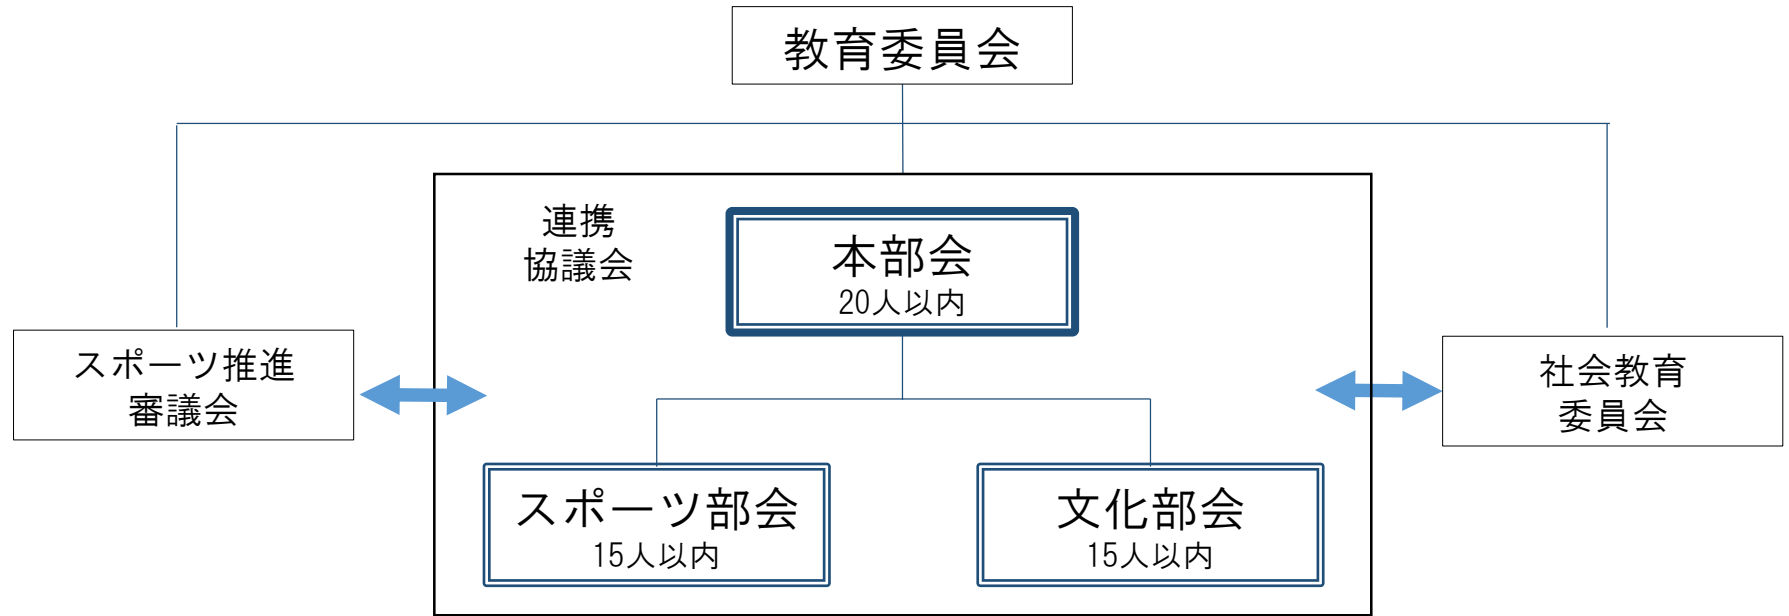 教育委員会
連携
協議会
本部会
20人以内
スポーツ推進
審議会
社会教育
委員会
スポーツ部会
15人以内
文化部会
15人以内